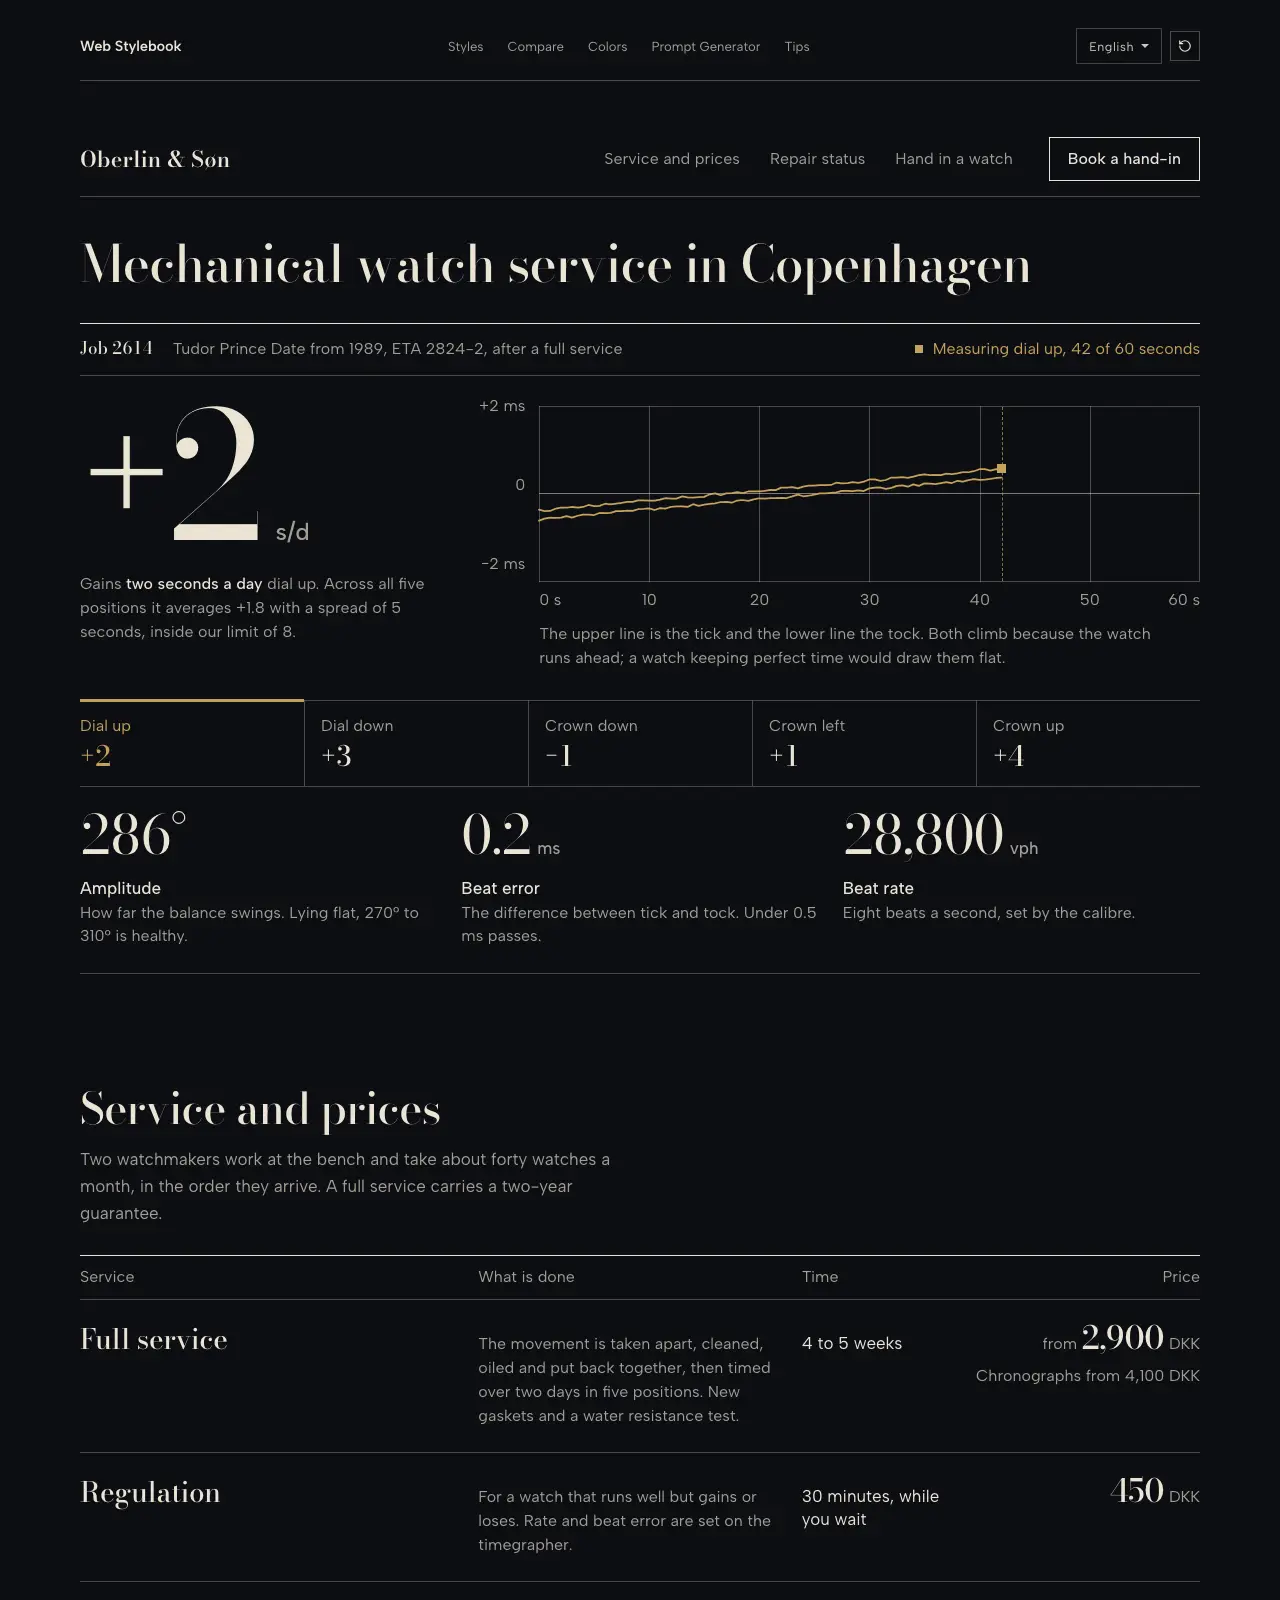 Web Stylebook
Styles
Compare
Colors
Prompt Generator
Tips
English
Oberlin & Søn
Service and prices
Repair status
Hand in a watch
Book a hand-in
Mechanical watch service in Copenhagen
Job 2614
Tudor Prince Date from 1989, ETA 2824-2, after a full service
Measuring dial up, 42 of 60 seconds
+2 s/d
Gains two seconds a day dial up. Across all five
positions it averages +1.8 with a spread of 5
seconds, inside our limit of 8.
+2 ms
0
-2 ms
0 s
10
20
30
40
50
60 s
The upper line is the tick and the lower line the tock. Both climb because the watch
runs ahead; a watch keeping perfect time would draw them flat.
Dial up
+2
Dial down
+3
Crown down
−1
Crown left
+1
Crown up
+4
286°
Amplitude
How far the balance swings. Lying flat, 270° to
310° is healthy.
0.2 ms
Beat error
The difference between tick and tock. Under 0.5
ms passes.
28,800 vph
Beat rate
Eight beats a second, set by the calibre.
Service and prices
Two watchmakers work at the bench and take about forty watches a
month, in the order they arrive. A full service carries a two-year
guarantee.
Service
What is done
Time
Price
Full service
The movement is taken apart, cleaned,
oiled and put back together, then timed
over two days in five positions. New
gaskets and a water resistance test.
4 to 5 weeks
from 2,900 DKK
Chronographs from 4,100 DKK
Regulation
For a watch that runs well but gains or
loses. Rate and beat error are set on the
timegrapher.
30 minutes, while
you wait
450 DKK